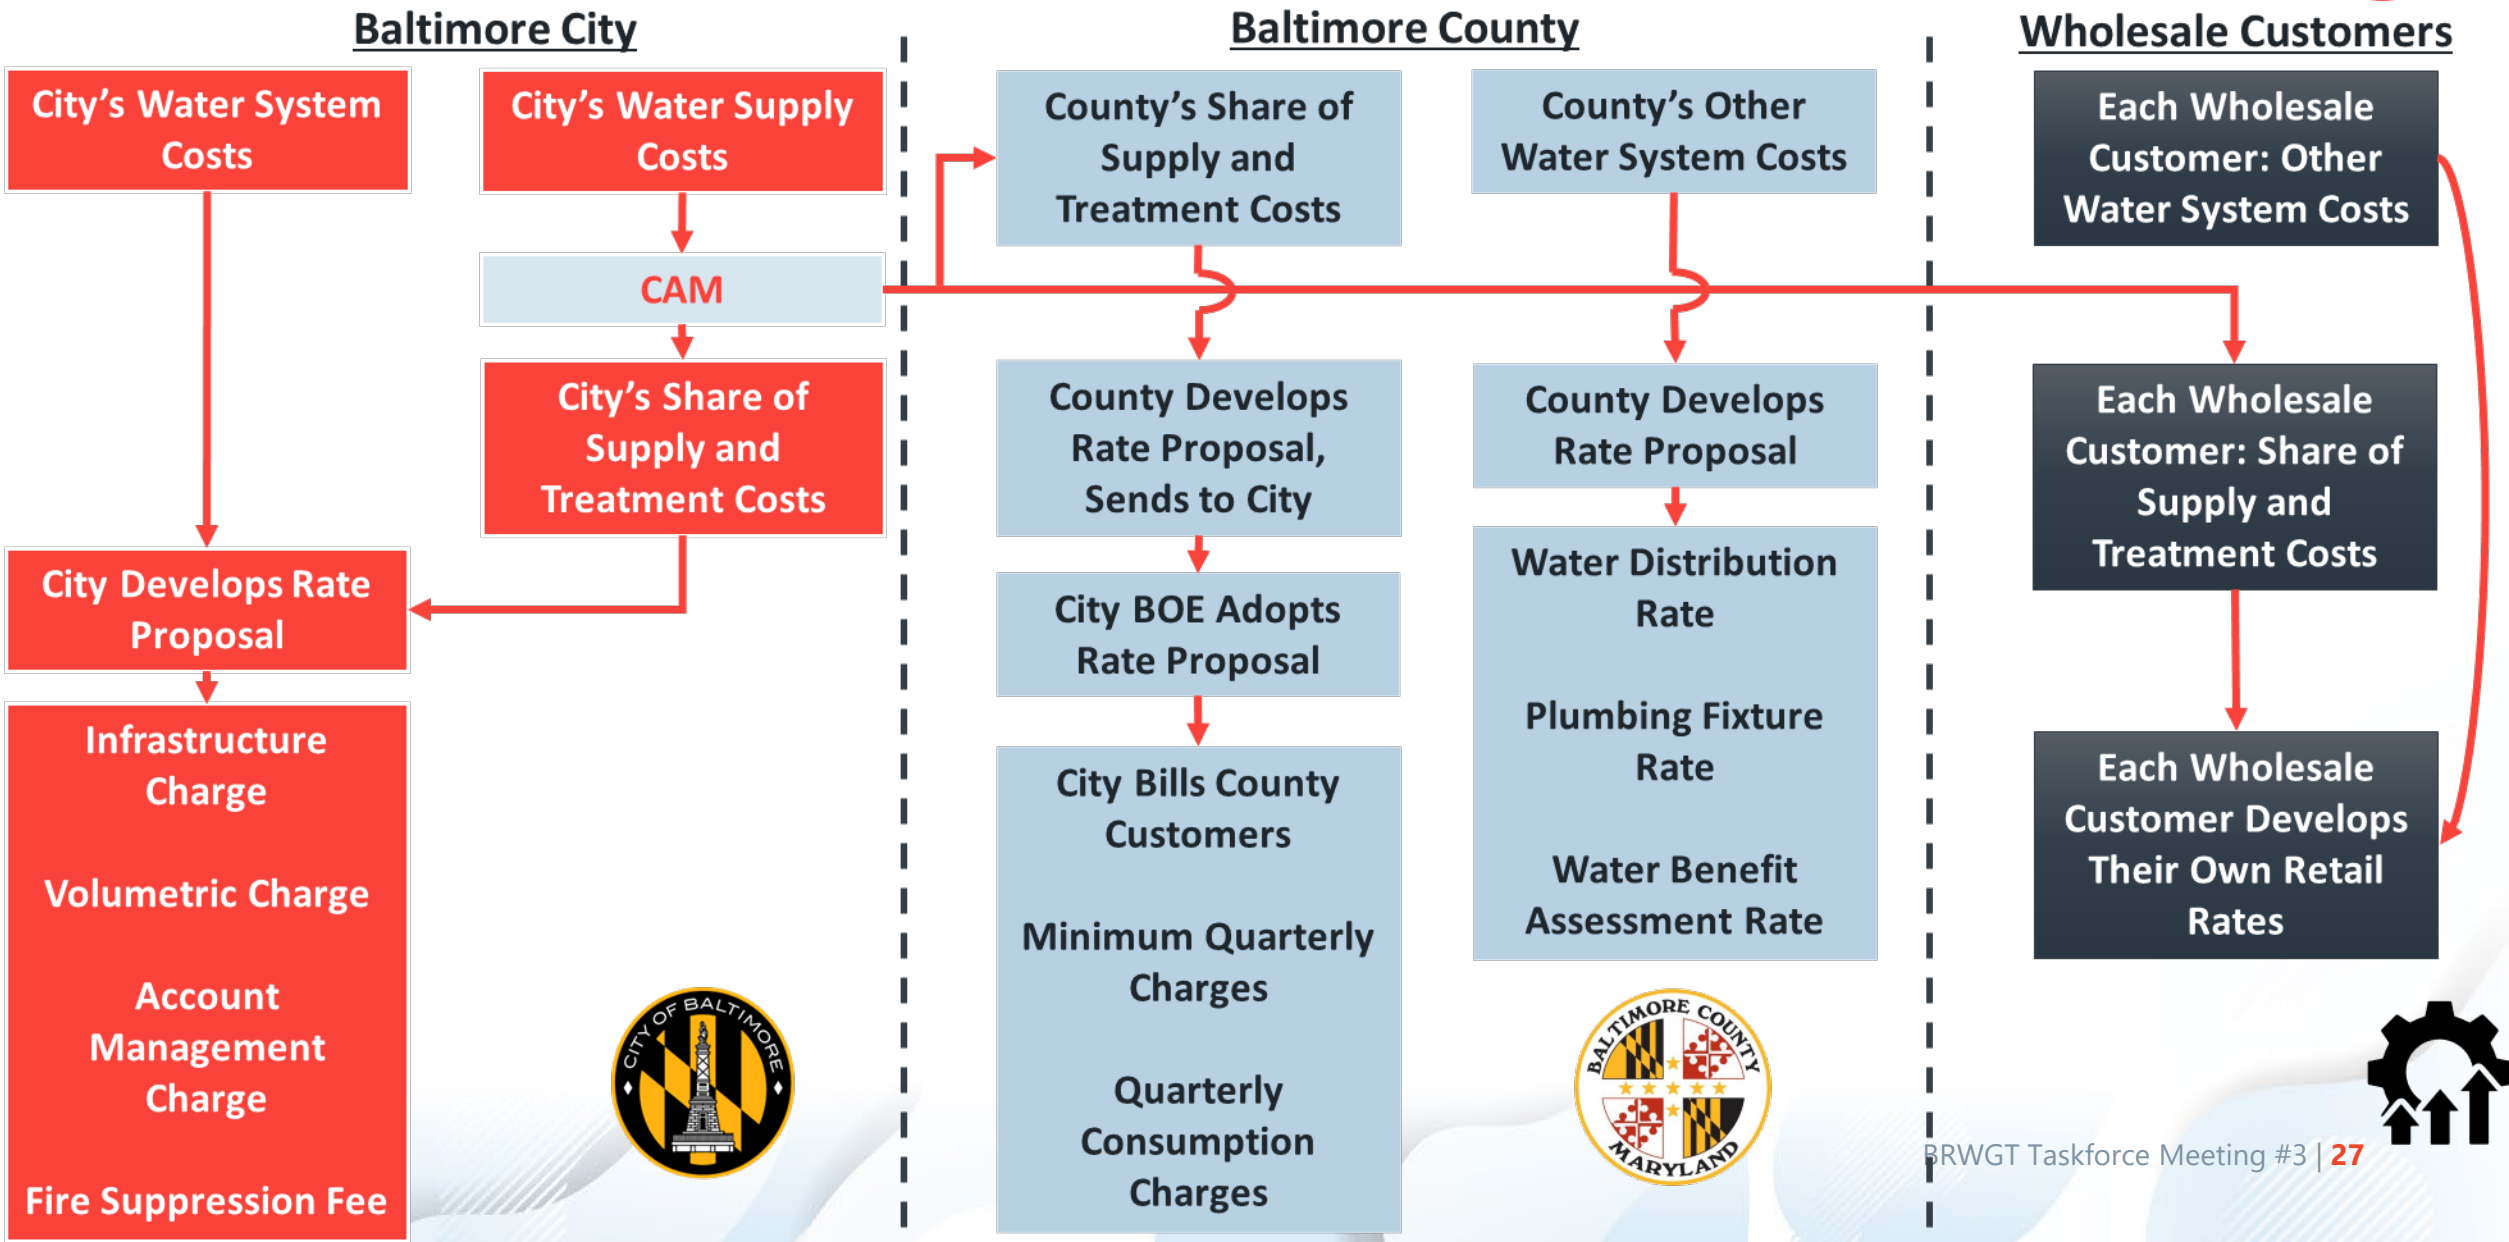 Baltimore City
City's Water System
Costs
City's Water Supply
Costs
CAM
City's Share of
Supply and
Treatment Costs
City Develops Rate
Proposal
Infrastructure
Charge
Volumetric Charge
Account
Management
Charge
Fire Suppression Fee
CITY OF BALTIMORE
Baltimore County
County's Share of
Supply and
Treatment Costs
County Develops
Rate Proposal,
Sends to City
City BOE Adopts
Rate Proposal
City Bills County
Customers
Minimum Quarterly
Charges
Quarterly
Consumption
Charges
County's Other
Water System Costs
County Develops
Rate Proposal
Water Distribution
Rate
Plumbing Fixture
Rate
Water Benefit
Assessment Rate
BALTIMORE COUNTY
MARYLAND
Wholesale Customers
Each Wholesale
Customer: Other
Water System Costs
Each Wholesale
Customer: Share of
Supply and
Treatment Costs
Each Wholesale
Customer Develops
Their Own Retail
Rates
BRWGT Taskforce Meeting #3 | 27